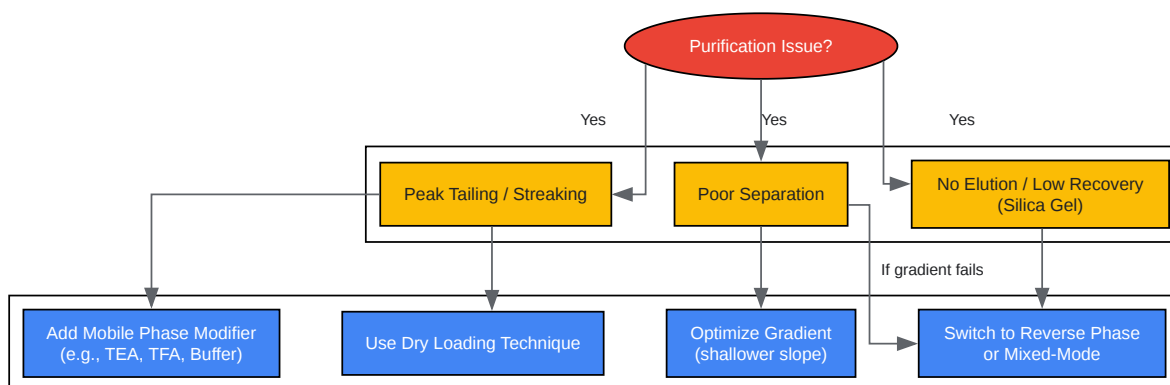 Purification Issue?
Yes
Yes
Yes
Peak Tailing / Streaking
Poor Separation
No Elution / Low Recovery
(Silica Gel)
If gradient fails
Add Mobile Phase Modifier
(e.g., TEA, TFA, Buffer)
Use Dry Loading Technique
Optimize Gradient
(shallower slope)
Switch to Reverse Phase
or Mixed-Mode